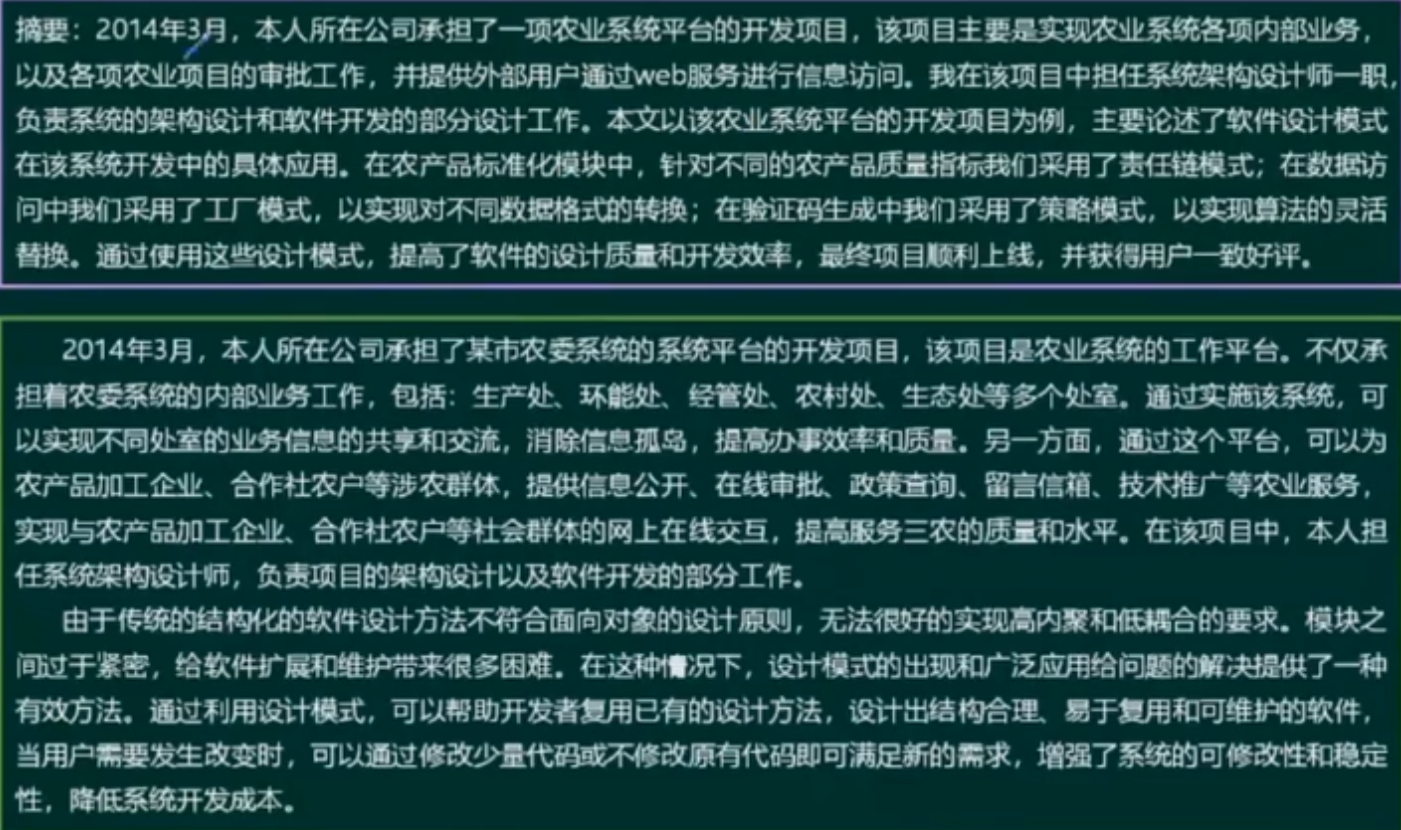 摘要：2014年3月，本人所在公司承担了一项农业系统平台的开发项目，该项目主要是实现农业系统各项内部业务，
以及各项农业项目的审批工作，并提供外部用户通过web服务进行信息访问。我在该项目中担任系统架构设计师一职，
负责系统的架构设计和软件开发的部分设计工作。本文以该农业系统平台的开发项目为例，主要论述了软件设计模式
在该系统开发中的具体应用。在农产品标准化模块中，针对不同的农产品质量指标我们采用了责任链模式；在数据访
问中我们采用了工厂模式，以实现对不同数据格式的转换；在验证码生成中我们采用了策略模式，以实现算法的灵活
替换。通过使用这些设计模式，提高了软件的设计质量和开发效率，最终项目顺利上线，并获得用户一致好评。
2014年3月，本人所在公司承担了某市农委系统的系统平台的开发项目，该项目是农业系统的工作平台。不仅承
担着农委系统的内部业务工作，包括：生产处、环能处、经管处、农村处、生态处等多个处室。通过实施该系统，可
以实现不同处室的业务信息的共享和交流，消除信息孤岛，提高办事效率和质量。另一方面，通过这个平台，可以为
农产品加工企业、合作社农户等涉农群体，提供信息公开、在线审批、政策查询、留言信箱、技术推广等农业服务，
实现与农产品加工企业、合作社农户等社会群体的网上在线交互，提高服务三农的质量和水平。在该项目中，本人担
任系统架构设计师，负责项目的架构设计以及软件开发的部分工作。
由于传统的结构化的软件设计方法不符合面向对象的设计原则，无法很好的实现高内聚和低耦合的要求。模块之
间过于紧密，给软件扩展和维护带来很多困难。在这种情况下，设计模式的出现和广泛应用给问题的解决提供了一种
有效方法。通过利用设计模式，可以帮助开发者复用已有的设计方法，设计出结构合理、易于复用和可维护的软件，
当用户需要发生改变时，可以通过修改少量代码或不修改原有代码即可满足新的需求，增强了系统的可修改性和稳定
性，降低系统开发成本。